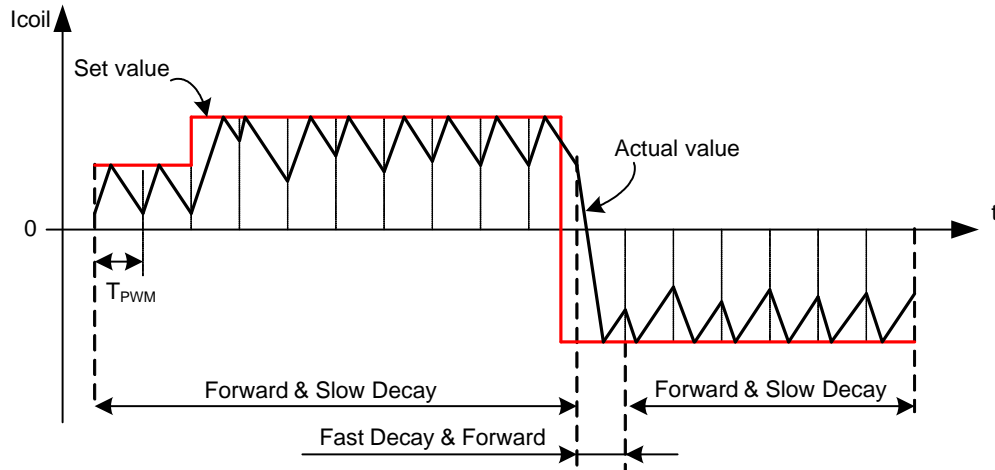 Icoil
Set value
Actual value
0
t
TPWM
Forward & Slow Decay
Forward & Slow Decay
Fast Decay & Forward